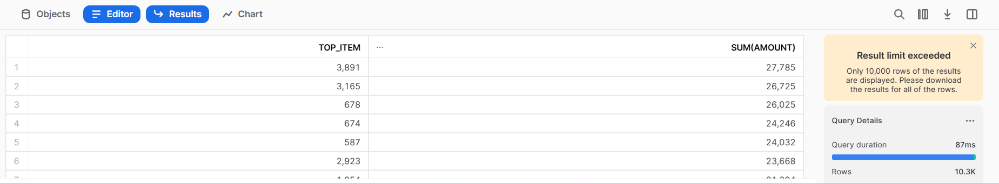 Objects Editor Results Chart
TOP_ITEM ... SUM(AMOUNT)
1 3,891 27,785
2 3,165 26,725
3 678 26,025
4 674 24,246
5 587 24,032
6 2,923 23,668
Result limit exceeded
Only 10,000 rows of the results
are displayed. Please download
the results for all of the rows.
Query Details ...
Query duration 87ms
Rows 10.3K